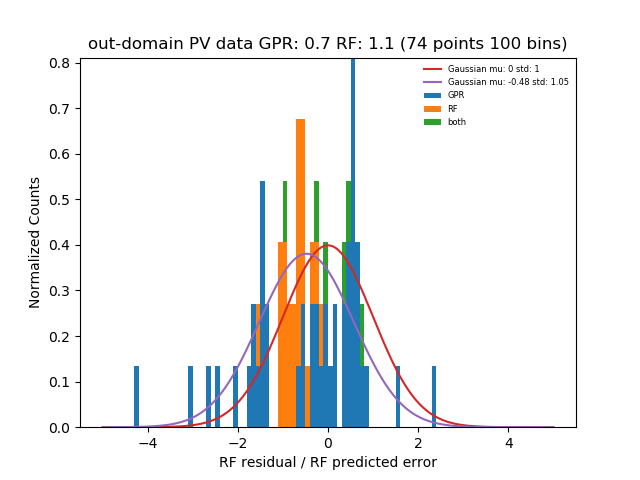 out-domain PV data GPR: 0.7 RF: 1.1 (74 points 100 bins)
Gaussian mu: 0 std: 1
Gaussian mu: -0.48 std: 1.05
GPR
RF
both
Normalized Counts
0.8
0.7
0.6
0.5
0.4
0.3
0.2
0.1
0.0
−4
−2
0
2
4
RF residual / RF predicted error